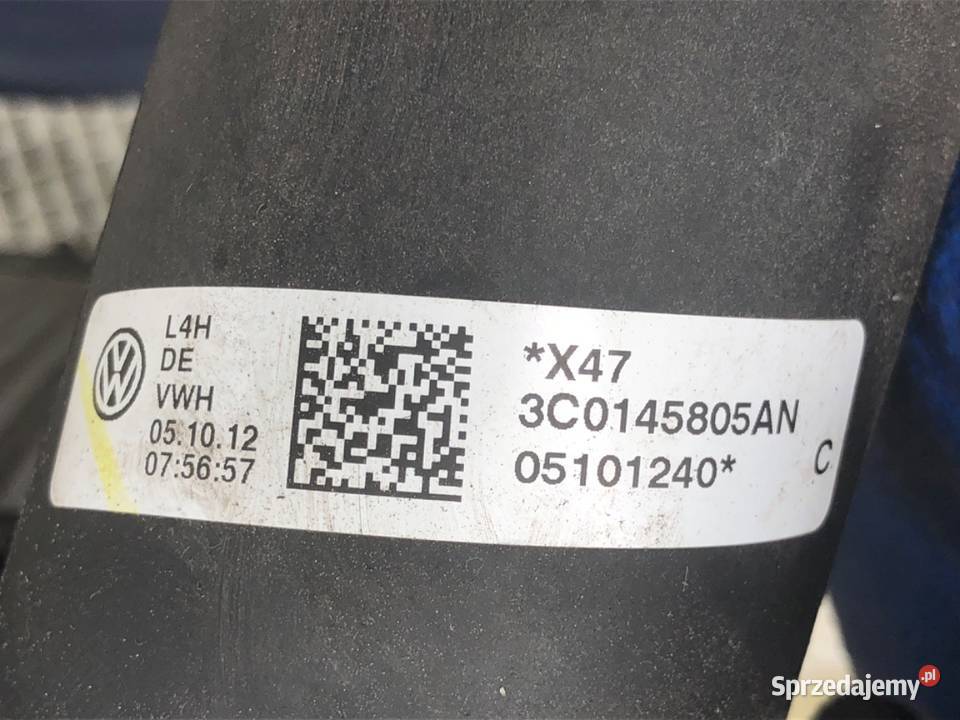 L4H
DE
VWH
05.10.12
07:56:57
*X47
3C0145805AN
05101240*
C
Sprzedajemy.pl